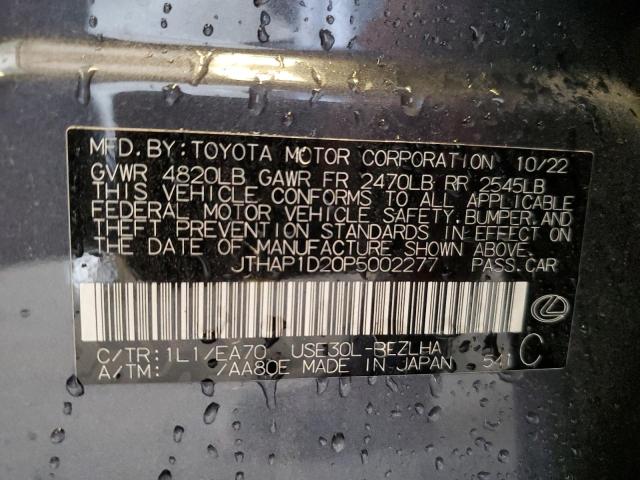 MFD.BY:TOYOTA MOTOR CORPORATION 10/22
GVWR 4820LB GAWR FR 2470LB RR 2545LB
THIS VEHICLE CONFORMS TO ALL APPLICABLE
FEDERAL MOTOR VEHICLE SAFETY, BUMPER, AND
THEFT PREVENTION STANDARDS IN EFFECT ON
THE DATE OF MANUFACTURE SHOWN ABOVE.
JTHAP1D20P5002277 PASS.CAR
C/TR:1L1/EA70 USE30L-BEZLHA C
A/TM: /AA80E MADE IN JAPAN 541